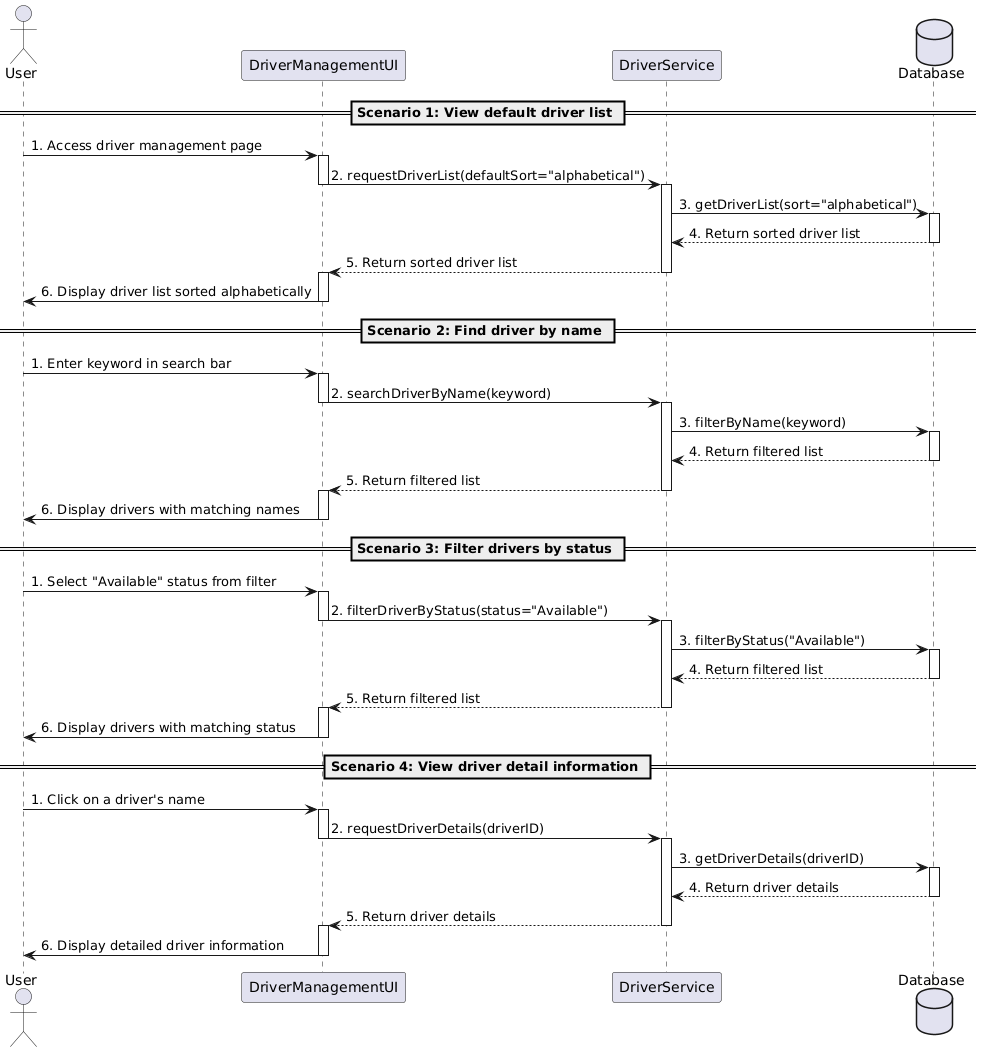 User
DriverManagementUI
DriverService
Database
Scenario 1: View default driver list
1. Access driver management page
2. requestDriverList(defaultSort="alphabetical")
3. getDriverList(sort="alphabetical")
4. Return sorted driver list
5. Return sorted driver list
6. Display driver list sorted alphabetically
Scenario 2: Find driver by name
1. Enter keyword in search bar
2. searchDriverByName(keyword)
3. filterByName(keyword)
4. Return filtered list
5. Return filtered list
6. Display drivers with matching names
Scenario 3: Filter drivers by status
1. Select "Available" status from filter
2. filterDriverByStatus(status="Available")
3. filterByStatus("Available")
4. Return filtered list
5. Return filtered list
6. Display drivers with matching status
Scenario 4: View driver detail information
1. Click on a driver's name
2. requestDriverDetails(driverID)
3. getDriverDetails(driverID)
4. Return driver details
5. Return driver details
6. Display detailed driver information
User
DriverManagementUI
DriverService
Database